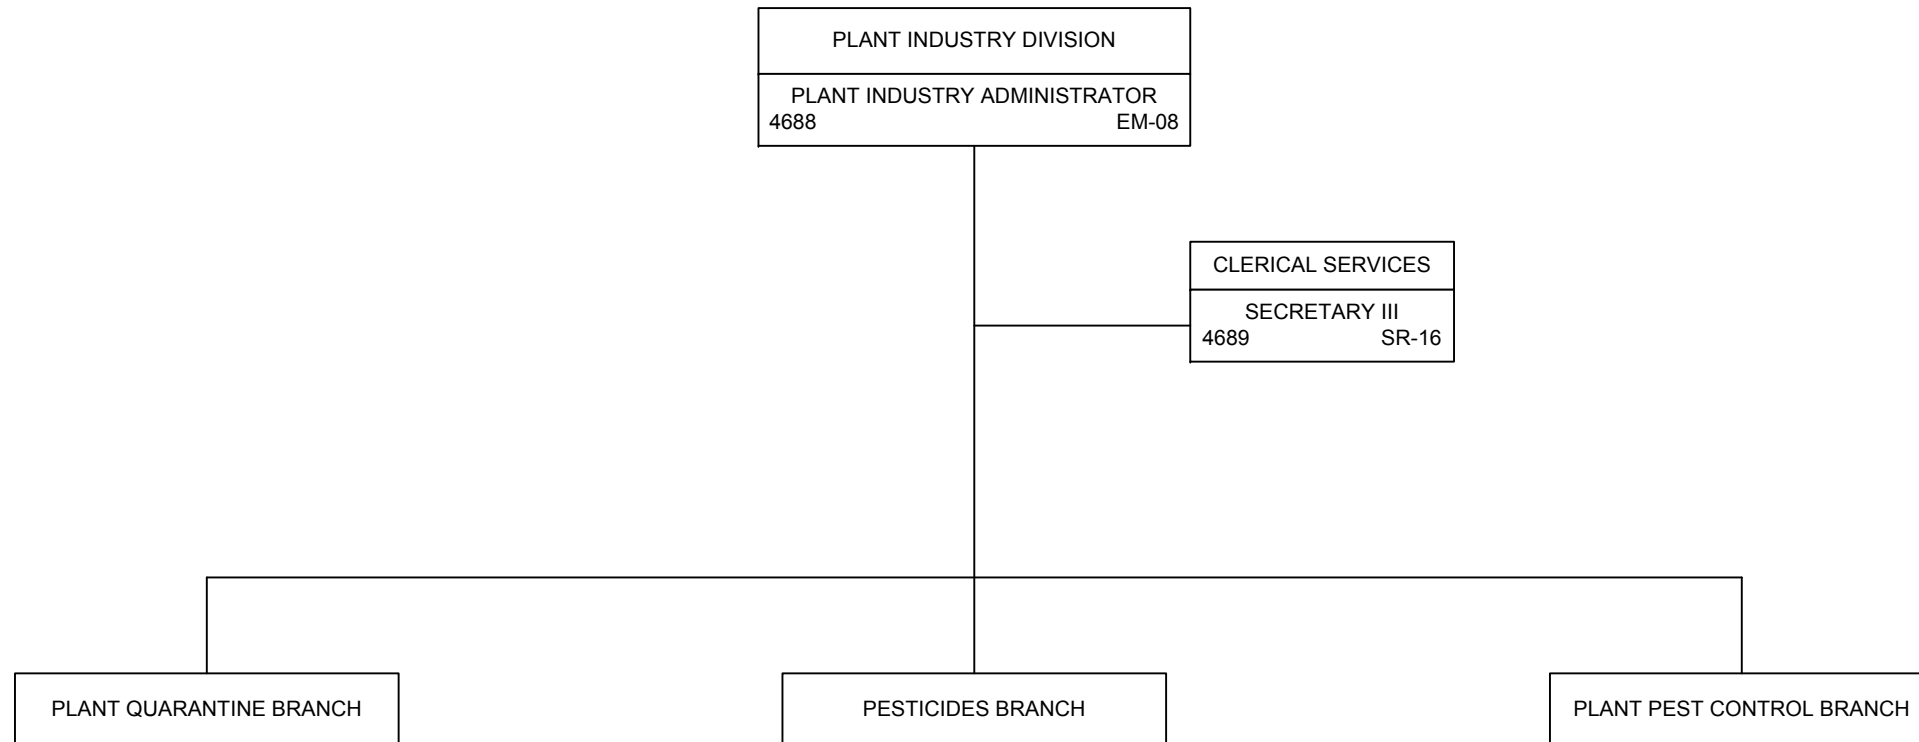 PLANT INDUSTRY DIVISION
PLANT INDUSTRY ADMINISTRATOR
4688 EM-08
CLERICAL SERVICES
SECRETARY III
4689 SR-16
PLANT QUARANTINE BRANCH
PESTICIDES BRANCH
PLANT PEST CONTROL BRANCH